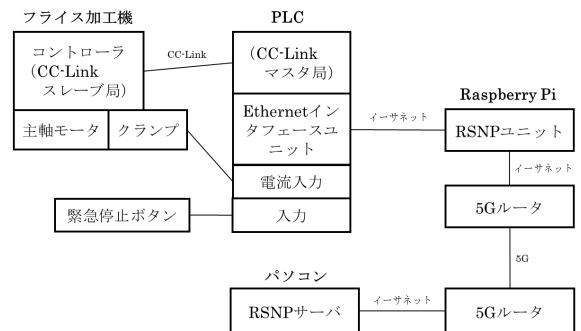 フライス加工機
コントローラ
(CC-Link
スレーブ局)
主軸モータ
クランプ
緊急停止ボタン
CC-Link
PLC
(CC-Link
マスタ局)
Ethernetイン
タフェースユ
ニット
電流入力
入力
イーサネット
Raspberry Pi
RSNPユニット
イーサネット
5Gルータ
5G
5Gルータ
イーサネット
パソコン
RSNPサーバ